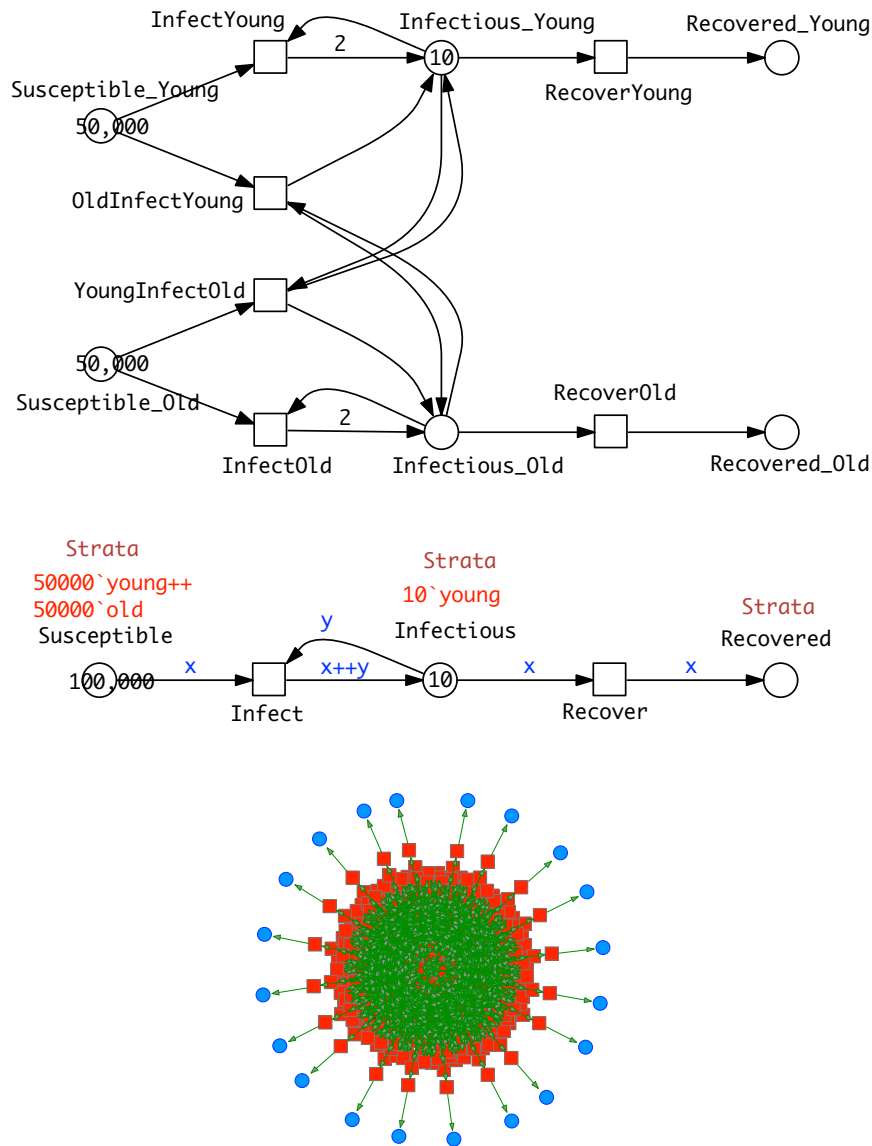 InfectYoung
Infectious_Young
Recovered_Young
2
10
Susceptible_Young
RecoverYoung
50,000
OldInfectYoung
YoungInfectOld
50,000
Susceptible_Old
RecoverOld
2
InfectOld
Infectious_Old
Recovered_Old
Strata
50000`young++
50000`old
Susceptible
Strata
10`young
Infectious
Strata
Recovered
y
100,000
x
x++y
10
x
x
Infect
Recover